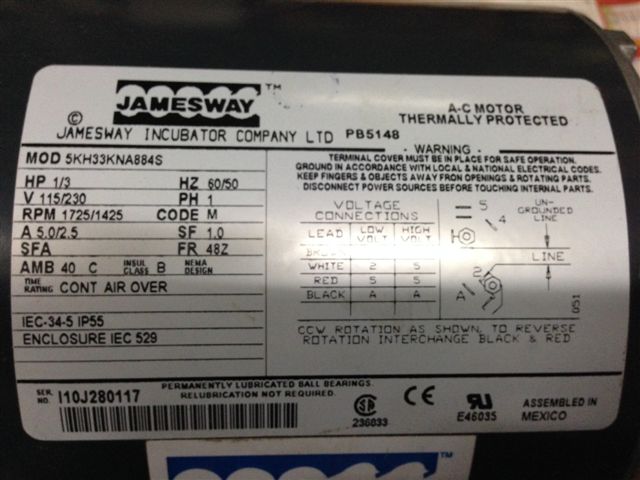 JAMESWAY ™
© JAMESWAY INCUBATOR COMPANY LTD PB5148
A-C MOTOR
THERMALLY PROTECTED
MOD 5KH33KNA884S
HP 1/3 HZ 60/50
V 115/230 PH 1
RPM 1725/1425 CODE M
A 5.0/2.5 SF 1.0
SFA FR 48Z
AMB 40 C INSUL CLASS B NEMA DESIGN
TIME RATING CONT AIR OVER
IEC-34-5 IP55
ENCLOSURE IEC 529
- WARNING -
TERMINAL COVER MUST BE IN PLACE FOR SAFE OPERATION.
GROUND IN ACCORDANCE WITH LOCAL & NATIONAL ELECTRICAL CODES.
KEEP FINGERS & OBJECTS AWAY FROM OPENINGS & ROTATING PARTS.
DISCONNECT POWER SOURCES BEFORE TOUCHING INTERNAL PARTS.
VOLTAGE
CONNECTIONS
LEAD LOW VOLT HIGH VOLT
WHITE 2 5
RED 5 5
BLACK A A
5
4
2
A
UN-
GROUNDED
LINE
LINE
CCW ROTATION AS SHOWN, TO REVERSE
ROTATION INTERCHANGE BLACK & RED
151
PERMANENTLY LUBRICATED BALL BEARINGS.
RELUBRICATION NOT REQUIRED.
SER. NO. I10J280117
236033
CE
E46035
ASSEMBLED IN
MEXICO